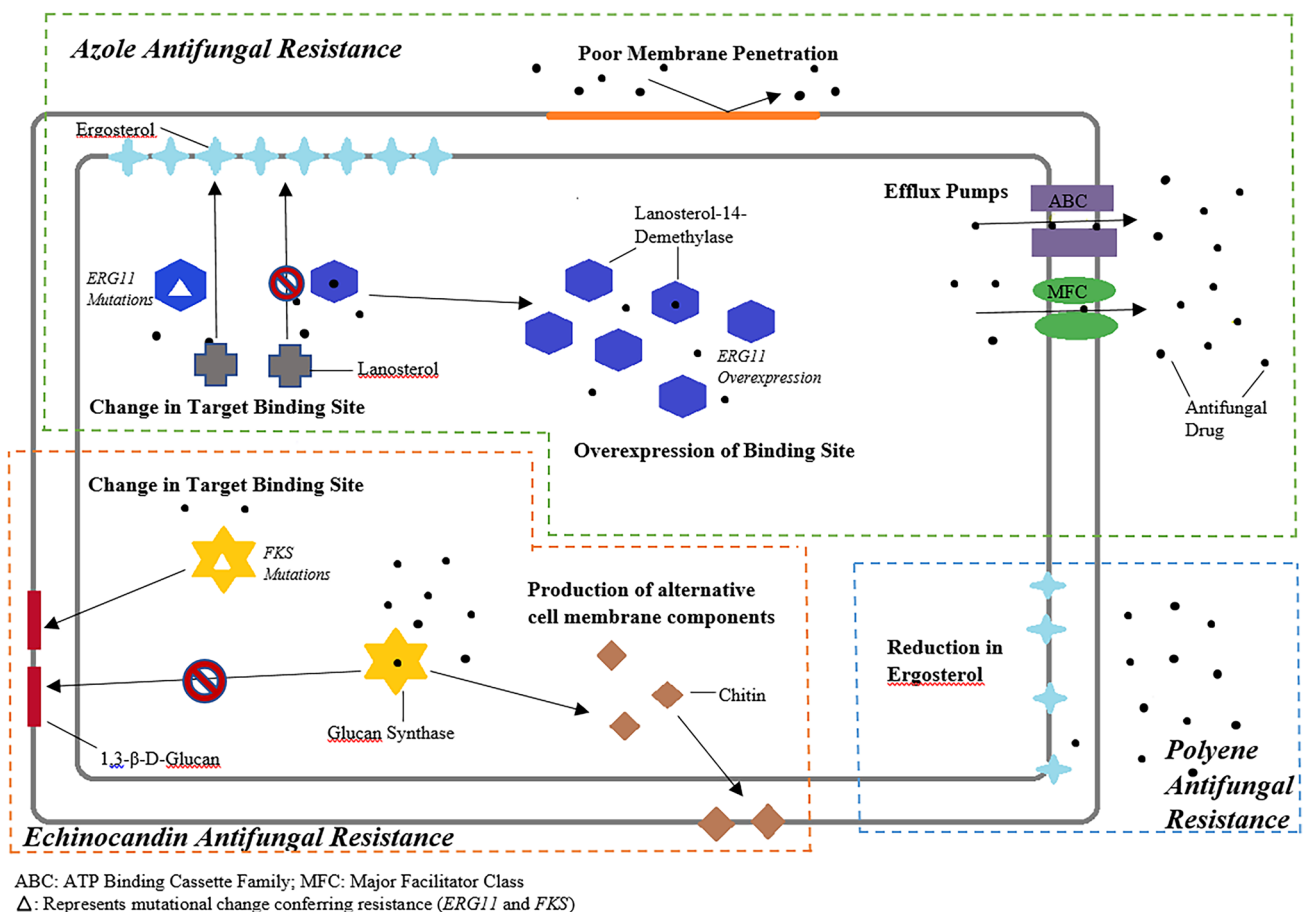 Azole Antifungal Resistance
Poor Membrane Penetration
Ergosterol
Efflux Pumps
ABC
Lanosterol-14-
Demethylase
ERG11
Mutations
MFC
Lanosterol
ERG11
Overexpression
Change in Target Binding Site
Antifungal
Drug
Overexpression of Binding Site
Change in Target Binding Site
FKS
Mutations
Production of alternative
cell membrane components
Reduction in
Ergosterol
Chitin
Glucan Synthase
1,3-β-D-Glucan
Polyene
Antifungal
Resistance
Echinocandin Antifungal Resistance
ABC: ATP Binding Cassette Family; MFC: Major Facilitator Class
△: Represents mutational change conferring resistance (ERG11 and FKS)